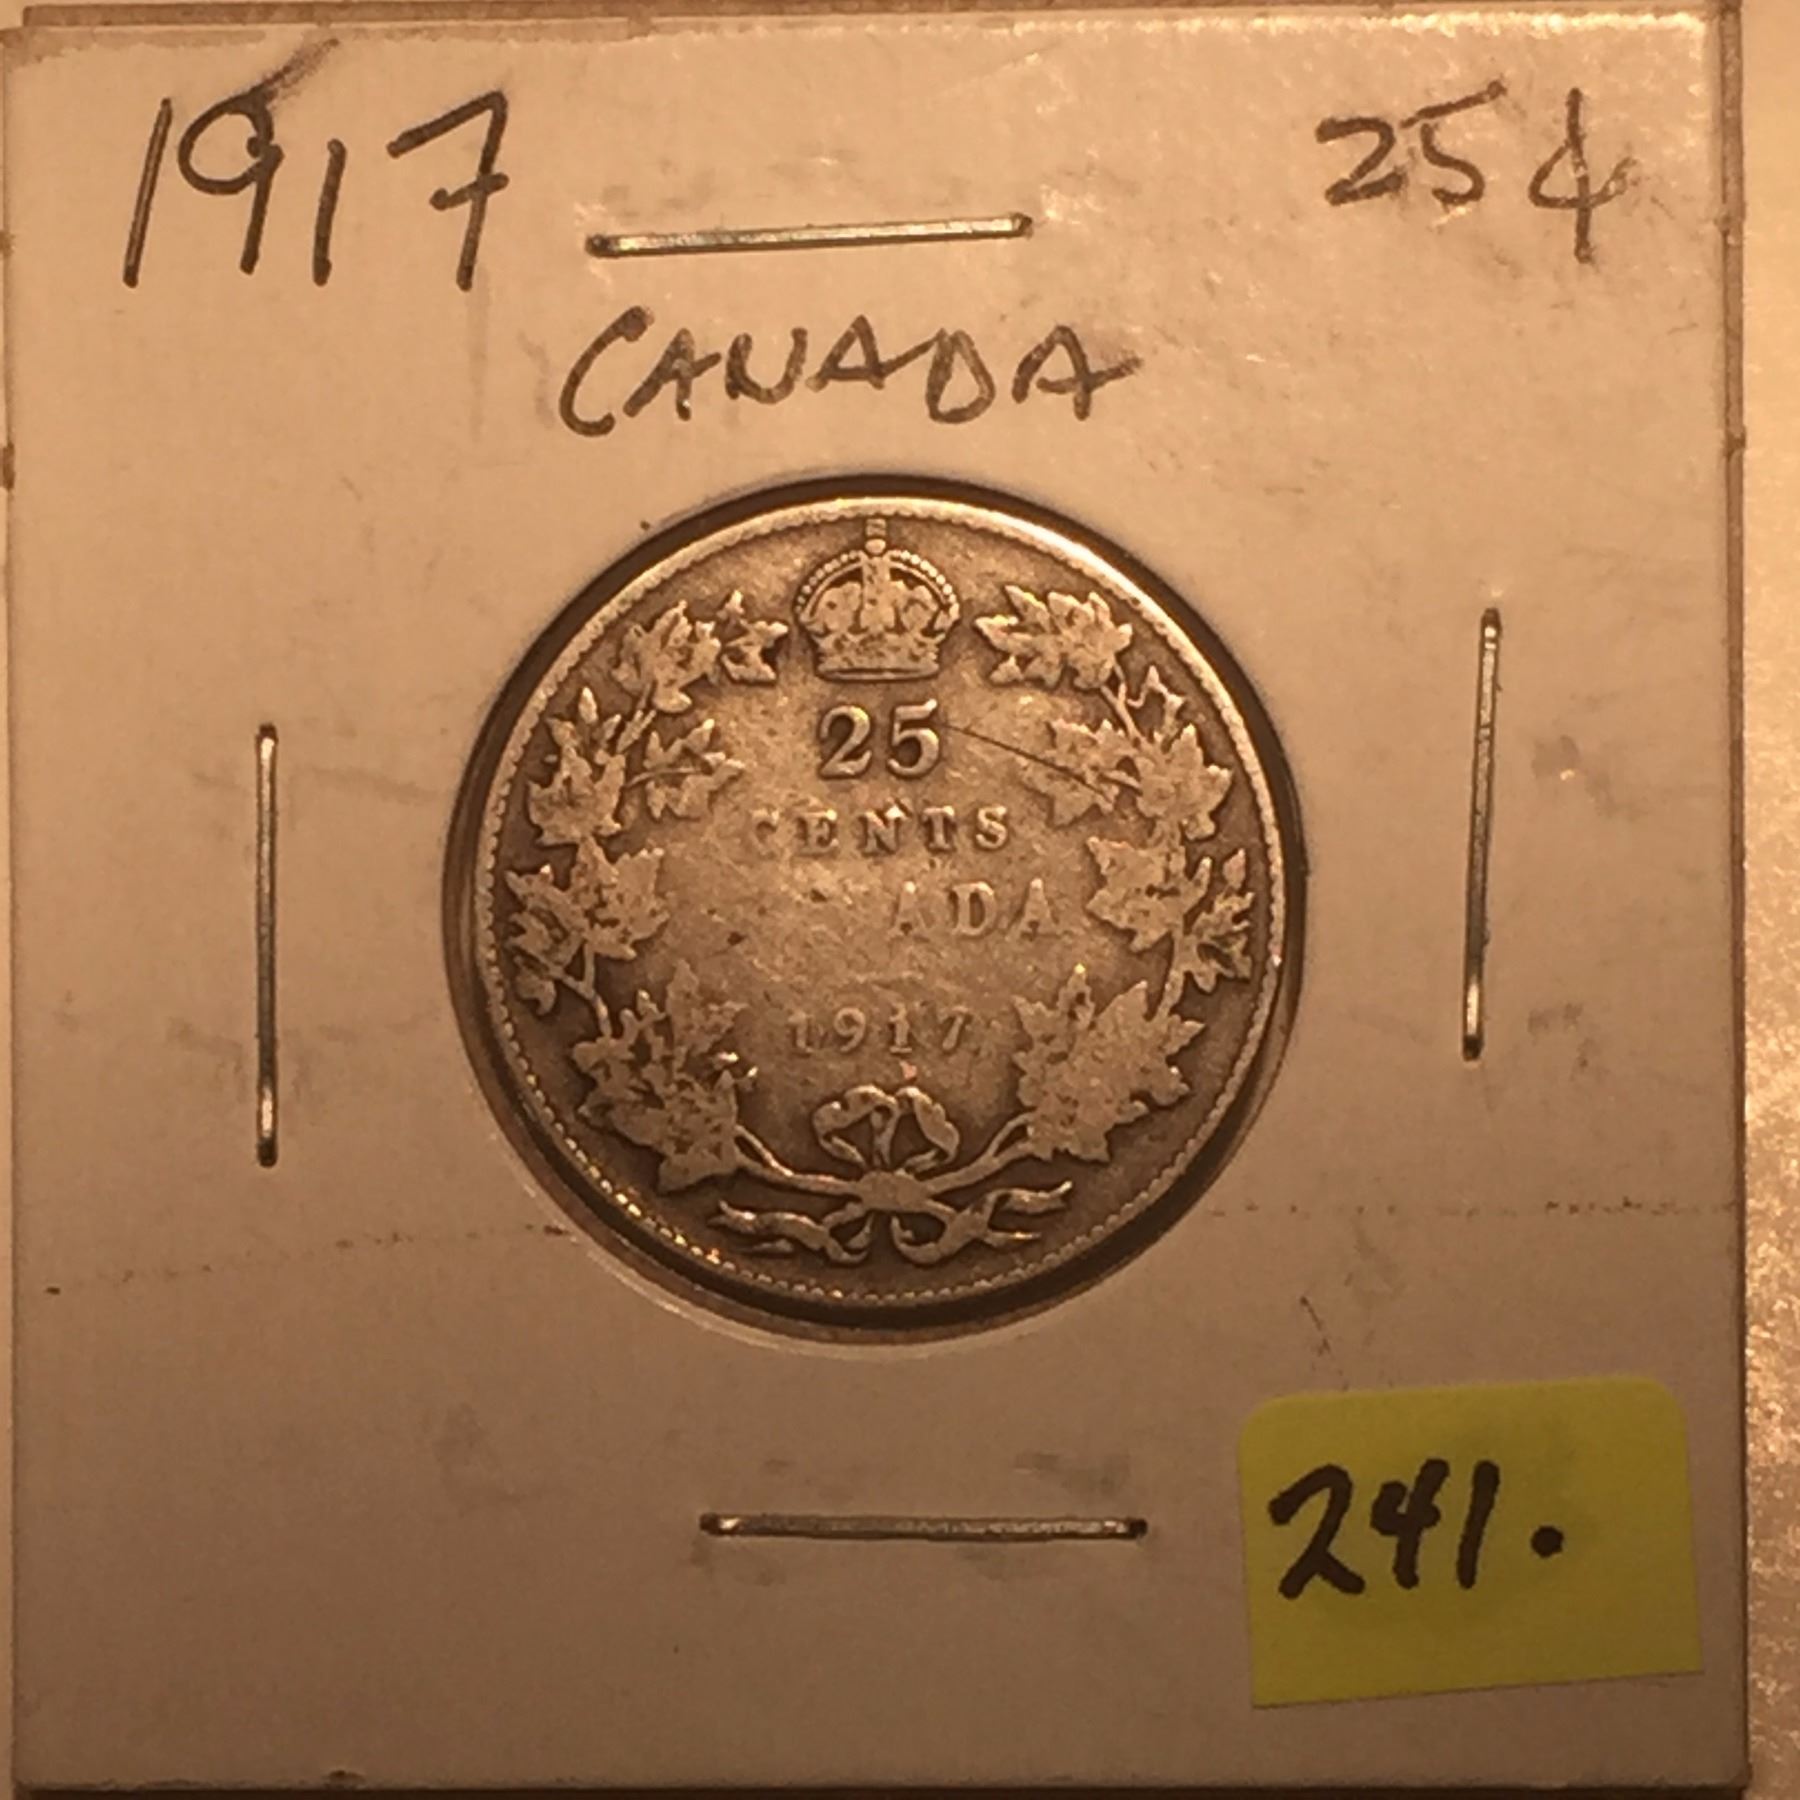 1917 25¢
CANADA
25
CENTS
ADA
1917
241.